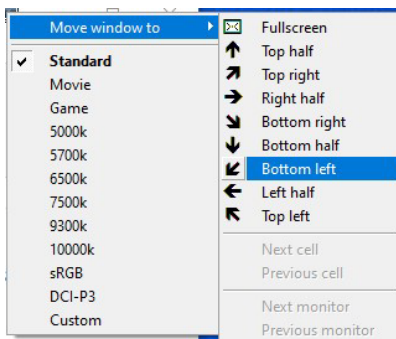 Move window to
Standard
Movie
Game
5000k
5700k
6500k
7500k
9300k
10000k
sRGB
DCI-P3
Custom
Fullscreen
Top half
Top right
Right half
Bottom right
Bottom half
Bottom left
Left half
Top left
Next cell
Previous cell
Next monitor
Previous monitor